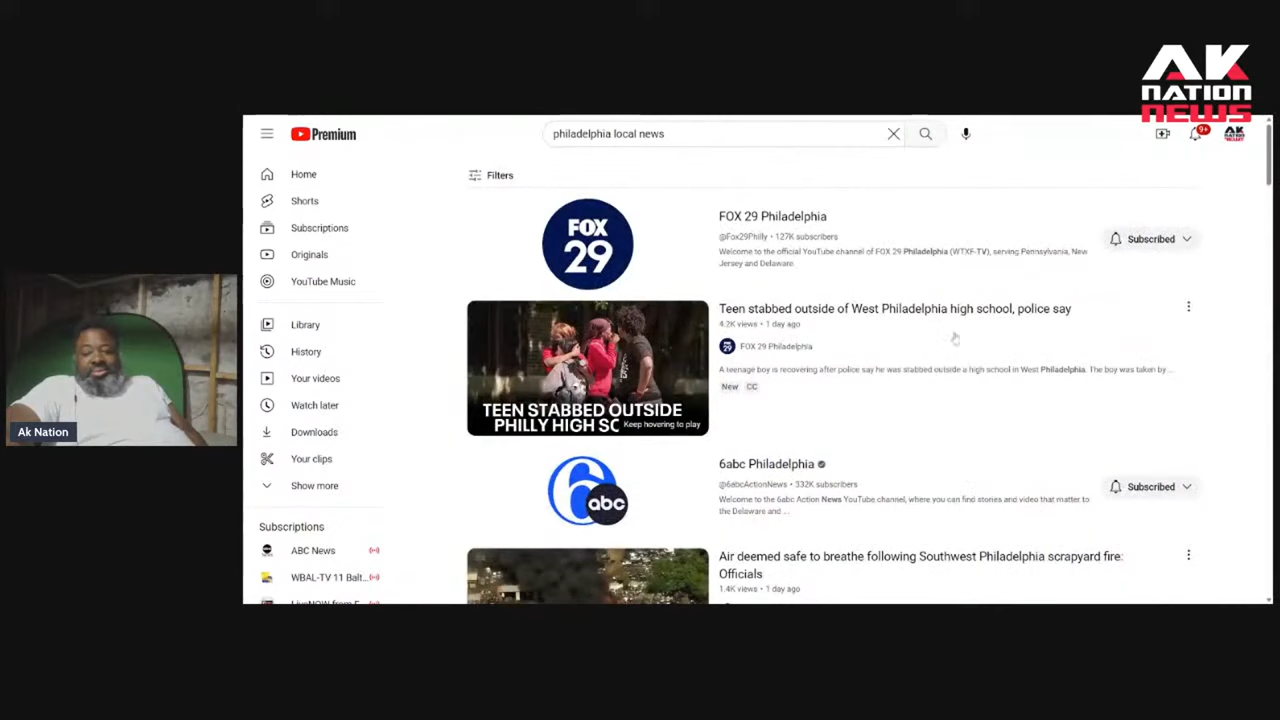 AK
NATION
NEWS
Premium
philadelphia local news
9+
AK
Home
Shorts
Subscriptions
Originals
YouTube Music
Library
History
Your videos
Watch later
Downloads
Your clips
Show more
Subscriptions
ABC News
WBAL-TV 11 Balt...
LiveNOW from F...
Filters
FOX
29
FOX 29 Philadelphia
@Fox29Philly • 127K subscribers
Welcome to the official YouTube channel of FOX 29 Philadelphia (WTXF-TV), serving Pennsylvania, New
Jersey and Delaware.
Subscribed
TEEN STABBED OUTSIDE
PHILLY HIGH SC
Keep hovering to play
Teen stabbed outside of West Philadelphia high school, police say
4.2K views • 1 day ago
FOX 29 Philadelphia
A teenage boy is recovering after police say he was stabbed outside a high school in West Philadelphia. The boy was taken by ...
New CC
6abc
6abc Philadelphia
@6abcActionNews • 332K subscribers
Welcome to the 6abc Action News YouTube channel, where you can find stories and video that matter to
the Delaware and ...
Subscribed
Air deemed safe to breathe following Southwest Philadelphia scrapyard fire:
Officials
1.4K views • 1 day ago
Ak Nation